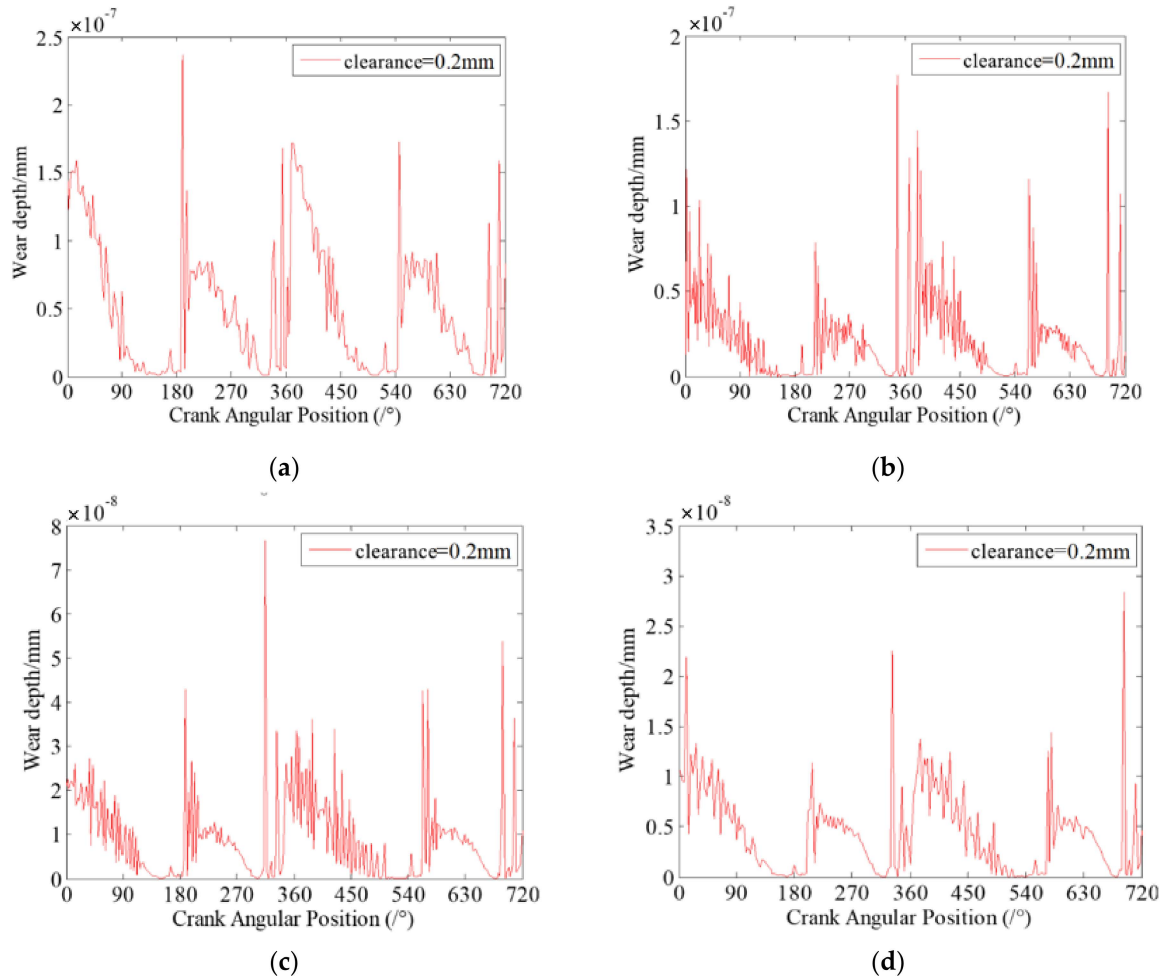 ×10⁻⁷
2.5
2
1.5
1
0.5
0
Wear depth/mm
clearance=0.2mm
0 90 180 270 360 450 540 630 720
Crank Angular Position (/°)
(a)
×10⁻⁷
2
1.5
1
0.5
0
Wear depth/mm
clearance=0.2mm
0 90 180 270 360 450 540 630 720
Crank Angular Position (/°)
(b)
×10⁻⁸
8
7
6
5
4
3
2
1
0
Wear depth/mm
clearance=0.2mm
0 90 180 270 360 450 540 630 720
Crank Angular Position (/°)
(c)
×10⁻⁸
3.5
3
2.5
2
1.5
1
0.5
0
Wear depth/mm
clearance=0.2mm
0 90 180 270 360 450 540 630 720
Crank Angular Position (/°)
(d)